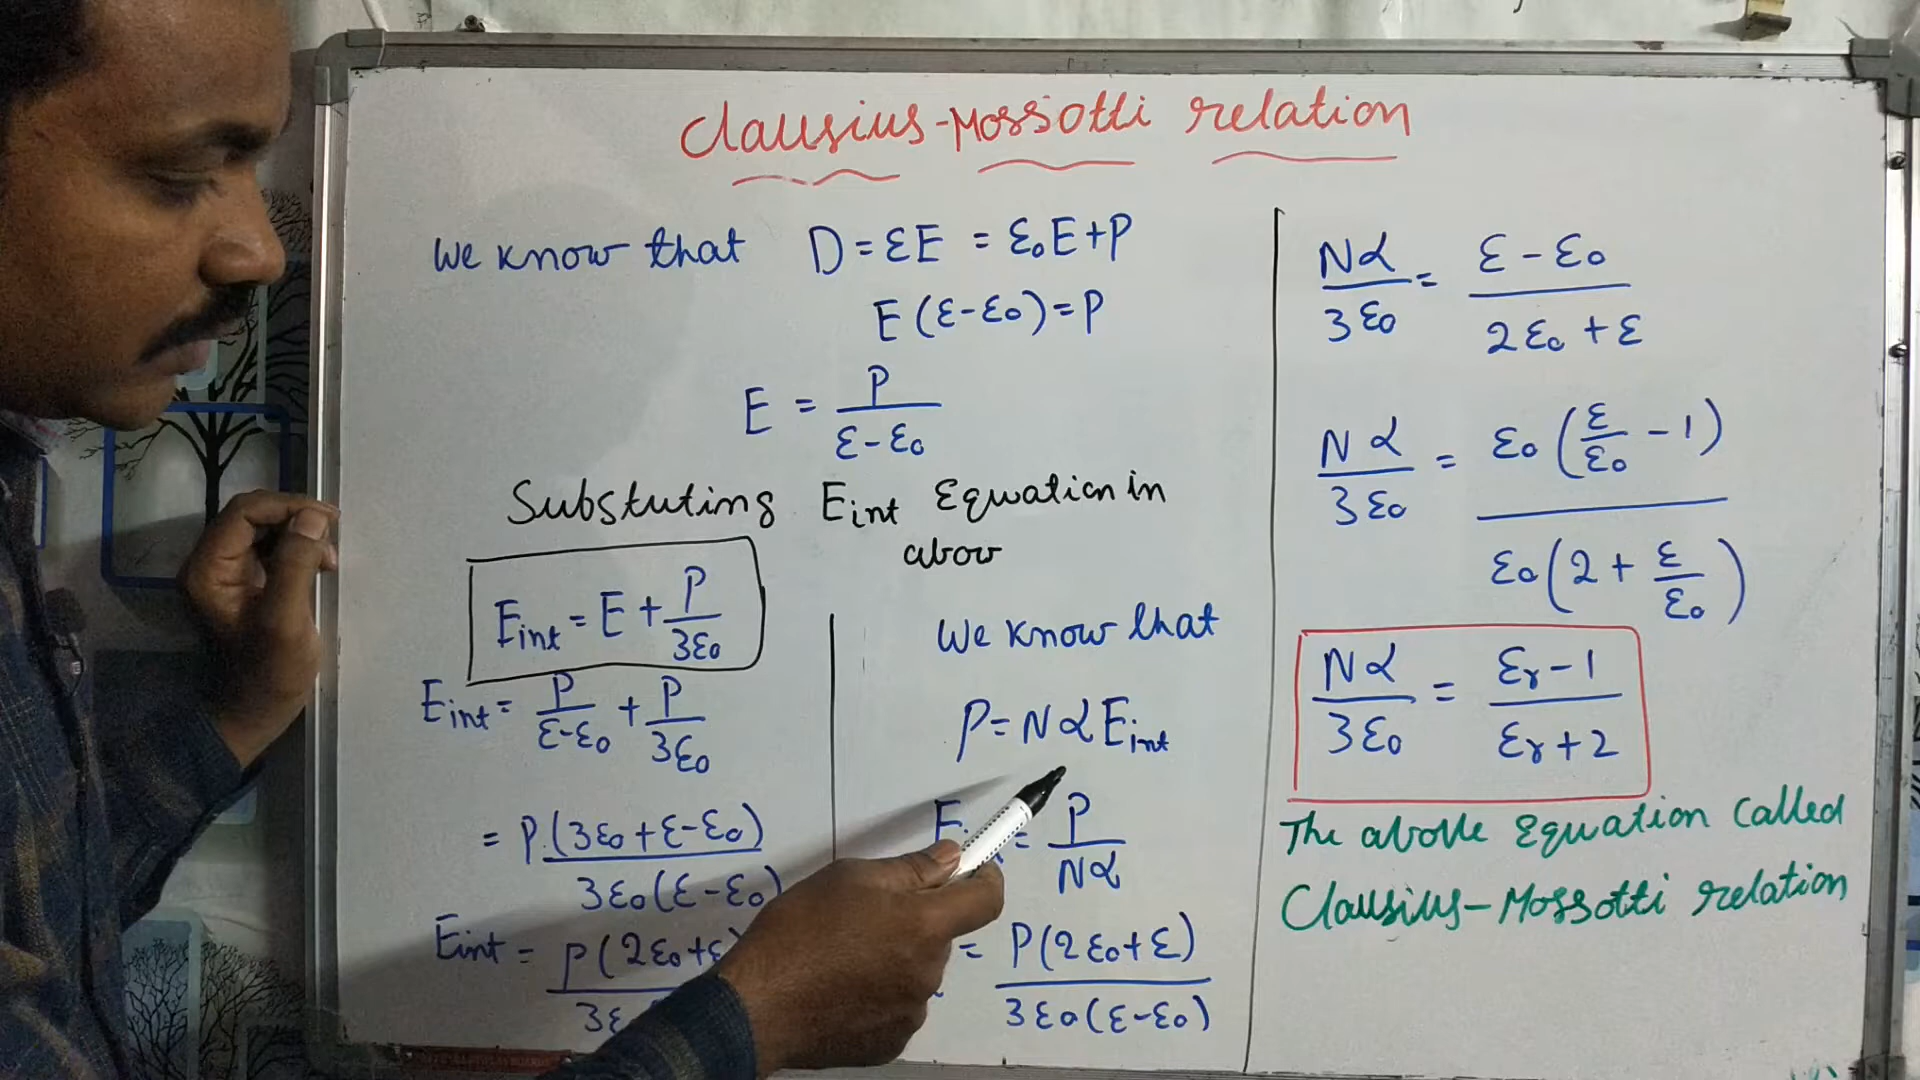 Clausius-Mossotti relation
We know that D = εE = ε₀E+P
E(ε-ε₀)=P
E = P/(ε-ε₀)
Substuting Eint Equation in
abov
Eint = E + P/3ε₀
Eint = P/(ε-ε₀) + P/3ε₀
= P.(3ε₀+ε-ε₀)/3ε₀(ε-ε₀)
Eint = P(2ε₀+ε
3ε
We know that
P = NαEint
= P/Nα
= P(2ε₀+ε)/3ε₀(ε-ε₀)
Nα/3ε₀ = (ε-ε₀)/(2ε₀+ε)
Nα/3ε₀ = ε₀(ε/ε₀ -1)/ε₀(2+ε/ε₀)
Nα/3ε₀ = (εr-1)/(εr+2)
The above Equation called
Clausius-Mossotti relation